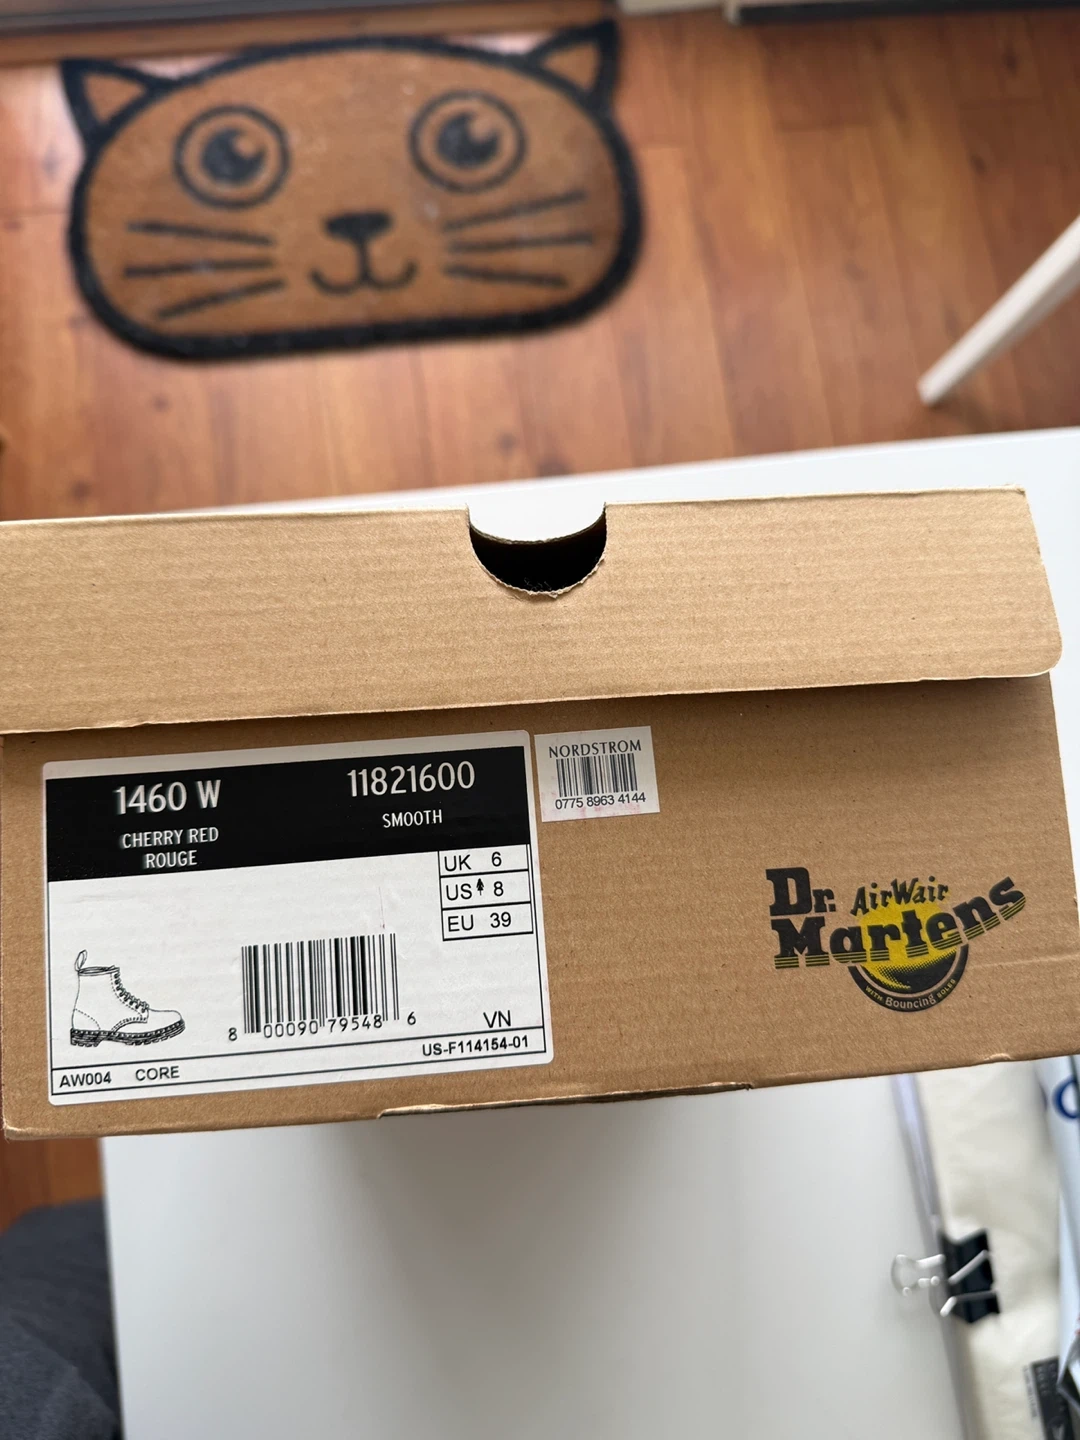 1460 W
CHERRY RED
ROUGE
11821600
SMOOTH
UK 6
US 8
EU 39
8 00090 79548 6
VN
US-F114154-01
AW004 CORE
NORDSTROM
0775 8963 4144
Dr.
AirWair
Martens
WITH Bouncing SOLES